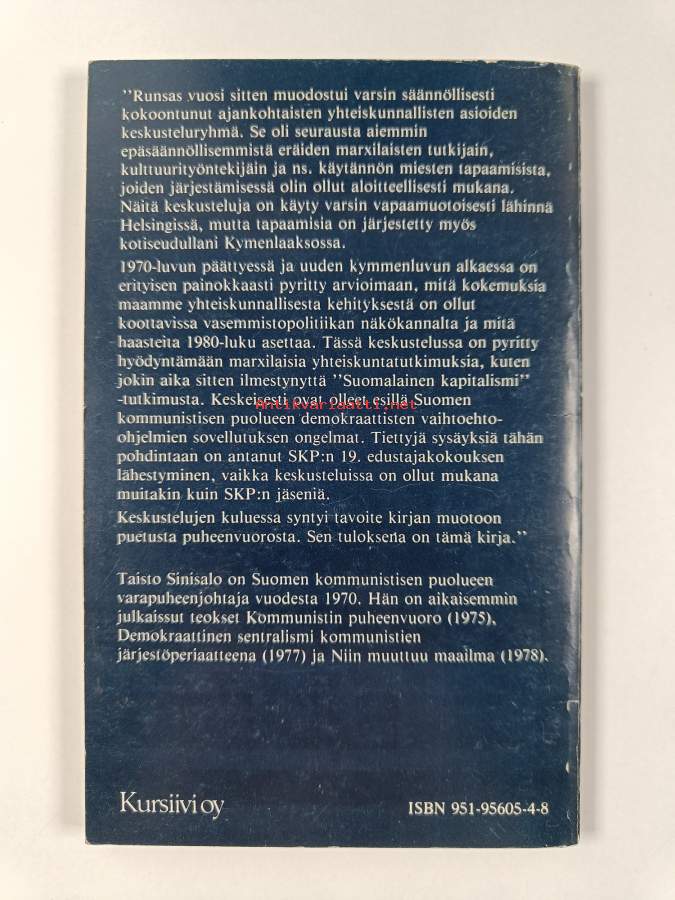 "Runsas vuosi sitten muodostui varsin säännöllisesti
kokoontunut ajankohtaisten yhteiskunnallisten asioiden
keskusteluryhmä. Se oli seurausta aiemmin
epäsäännöllisemmistä eräiden marxilaisten tutkijain,
kulttuurityöntekijäin ja ns. käytännön miesten tapaamisista,
joiden järjestämisessä olin ollut aloitteellisesti mukana.
Näitä keskusteluja on käyty varsin vapaamuotoisesti lähinnä
Helsingissä, mutta tapaamisia on järjestetty myös
kotiseudullani Kymenlaaksossa.
1970-luvun päättyessä ja uuden kymmenluvun alkaessa on
erityisen painokkaasti pyritty arvioimaan, mitä kokemuksia
maamme yhteiskunnallisesta kehityksestä on ollut
koottavissa vasemmistopolitiikan näkökannalta ja mitä
haasteita 1980-luku asettaa. Tässä keskustelussa on pyritty
hyödyntämään marxilaisia yhteiskuntatutkimuksia, kuten
jokin aika sitten ilmestynyttä "Suomalainen kapitalismi"
-tutkimusta. Keskeisesti ovat olleet esillä Suomen
Antikvariaatti.net
kommunistisen puolueen demokraattisten vaihtoehto-
ohjelmien sovellutuksen ongelmat. Tiettyjä sysäyksiä tähän
pohdintaan on antanut SKP:n 19. edustajakokouksen
lähestyminen, vaikka keskusteluissa on ollut mukana
muitakin kuin SKP:n jäseniä.
Keskustelujen kuluessa syntyi tavoite kirjan muotoon
puetusta puheenvuorosta. Sen tuloksena on tämä kirja."
Taisto Sinisalo on Suomen kommunistisen puolueen
varapuheenjohtaja vuodesta 1970. Hän on aikaisemmin
julkaissut teokset Kommunistin puheenvuoro (1975),
Demokraattinen sentralismi kommunistien
järjestöperiaatteena (1977) ja Niin muuttuu maailma (1978).
Kursiivi oy
ISBN 951-95605-4-8